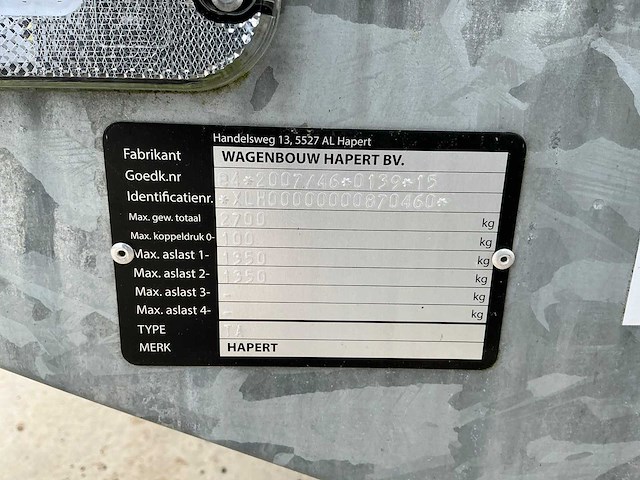 Handelsweg 13, 5527 AL Hapert
Fabrikant WAGENBOUW HAPERT BV.
Goedk.nr e4*2007/46*0139*15
Identificatienr. *XLH00000000870460*
Max. gew. totaal 2700 kg
Max. koppeldruk 0- 100 kg
Max. aslast 1- 1350 kg
Max. aslast 2- 1350 kg
Max. aslast 3- - kg
Max. aslast 4- - kg
TYPE
MERK HAPERT